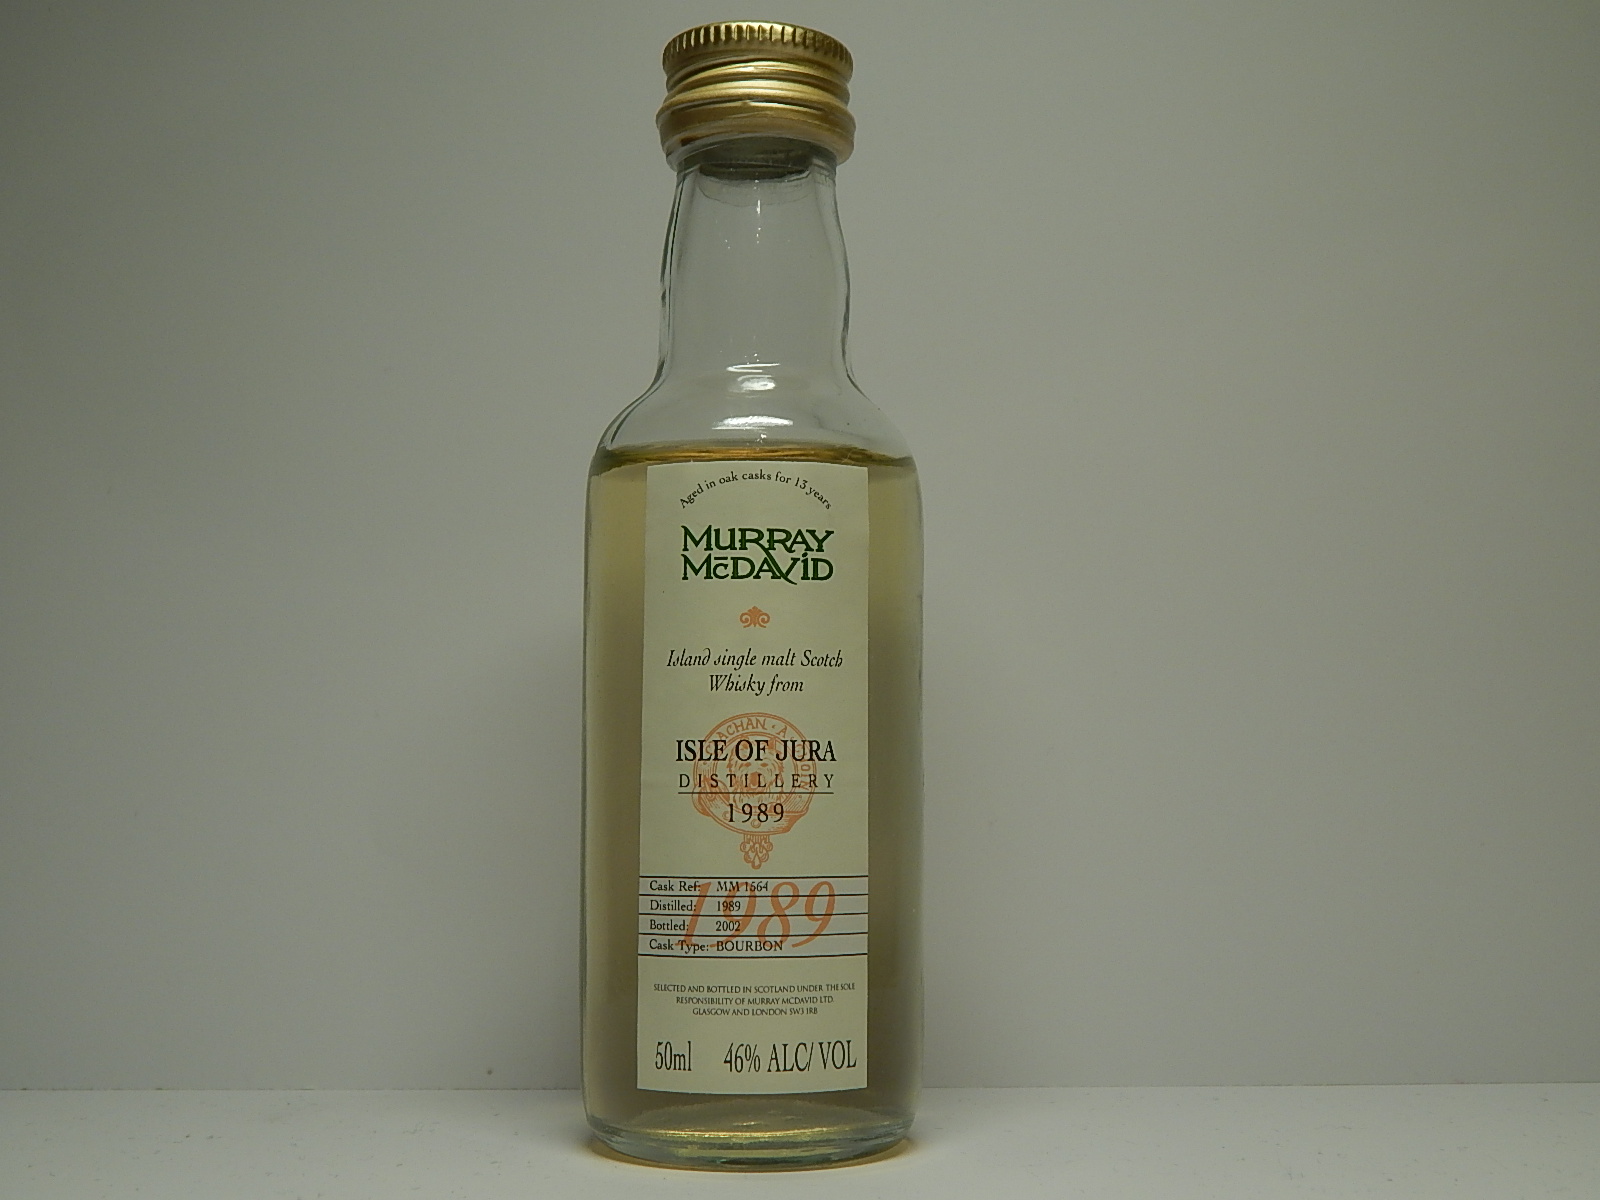 Aged in oak casks for 13 years
MURRAY
McDAVID
Island single malt Scotch
Whisky from
ACHAN · A
ISLE OF JURA
DISTILLERY
1989
1989
Cask Ref: MM 1564
Distilled: 1989
Bottled: 2002
Cask Type: BOURBON
SELECTED AND BOTTLED IN SCOTLAND UNDER THE SOLE
RESPONSIBILITY OF MURRAY MCDAVID LTD.
GLASGOW AND LONDON SW3 1RB
50ml 46% ALC/VOL